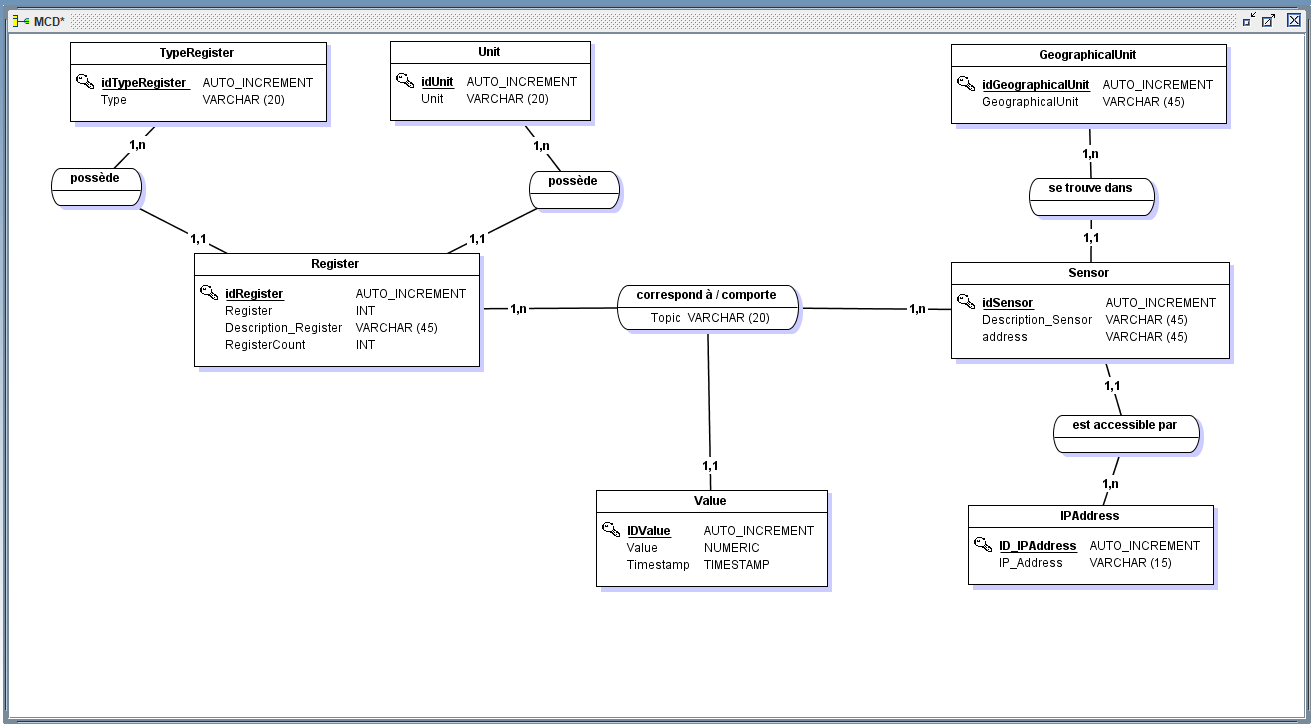 MCD*
TypeRegister
idTypeRegister AUTO_INCREMENT
Type VARCHAR (20)
Unit
idUnit AUTO_INCREMENT
Unit VARCHAR (20)
GeographicalUnit
idGeographicalUnit AUTO_INCREMENT
GeographicalUnit VARCHAR (45)
1,n
1,n
1,n
possède
possède
se trouve dans
1,1
1,1
1,1
Register
idRegister AUTO_INCREMENT
Register INT
Description_Register VARCHAR (45)
RegisterCount INT
1,n
correspond à / comporte
Topic VARCHAR (20)
1,n
Sensor
idSensor AUTO_INCREMENT
Description_Sensor VARCHAR (45)
address VARCHAR (45)
1,1
est accessible par
1,1
1,n
Value
IDValue AUTO_INCREMENT
Value NUMERIC
Timestamp TIMESTAMP
IPAddress
ID_IPAddress AUTO_INCREMENT
IP_Address VARCHAR (15)